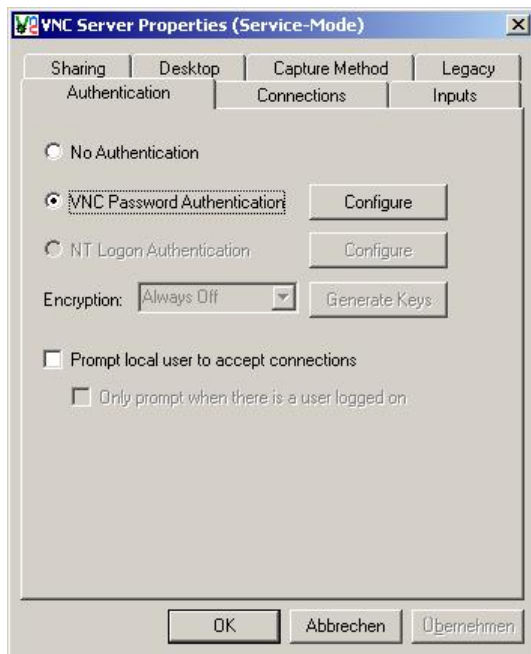 VNC Server Properties (Service-Mode)
Sharing Desktop Capture Method Legacy
Authentication Connections Inputs
No Authentication
VNC Password Authentication Configure
NT Logon Authentication Configure
Encryption: Always Off Generate Keys
Prompt local user to accept connections
Only prompt when there is a user logged on
OK Abbrechen Übernehmen